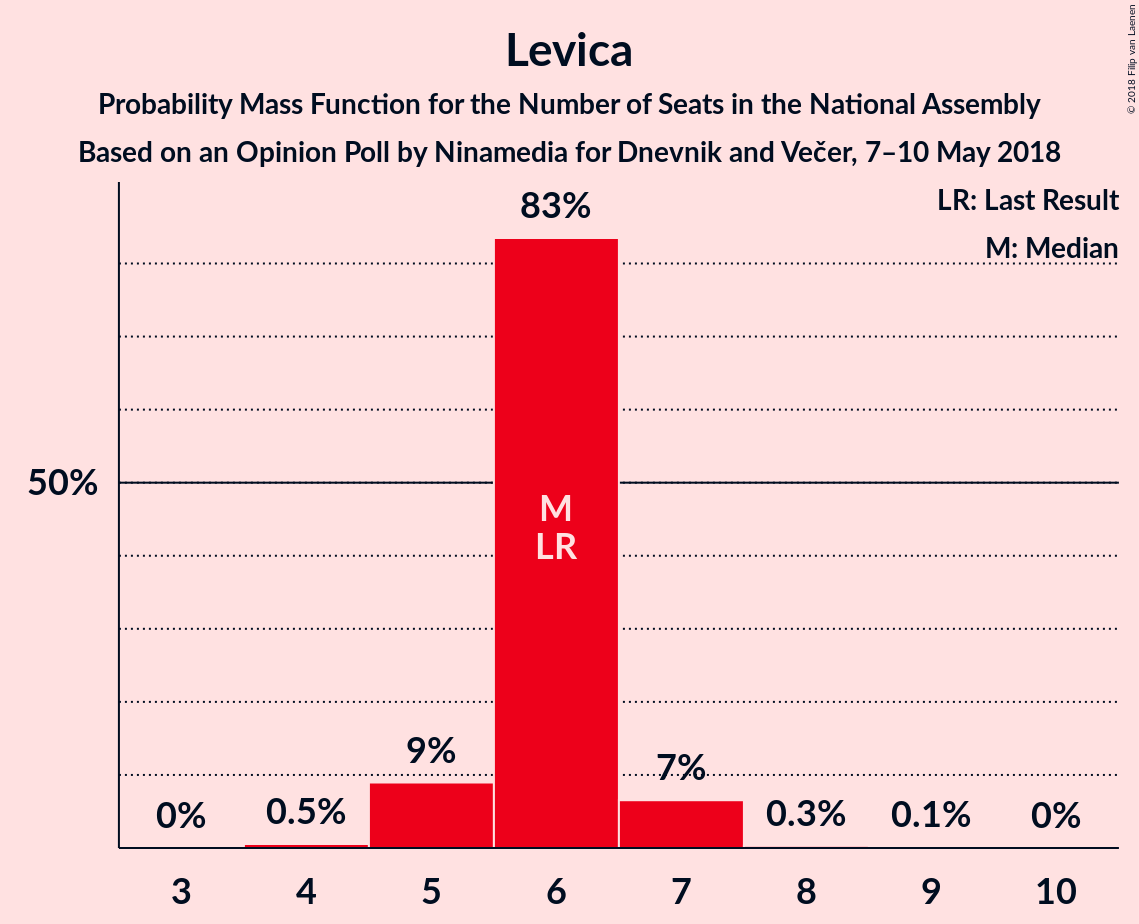 Levica
Probability Mass Function for the Number of Seats in the National Assembly
Based on an Opinion Poll by Ninamedia for Dnevnik and Večer, 7–10 May 2018
© 2018 Filip van Laenen
LR: Last Result
M: Median
83%
50%
M
LR
0%
0.5%
9%
7%
0.3%
0.1%
0%
3 4 5 6 7 8 9 10